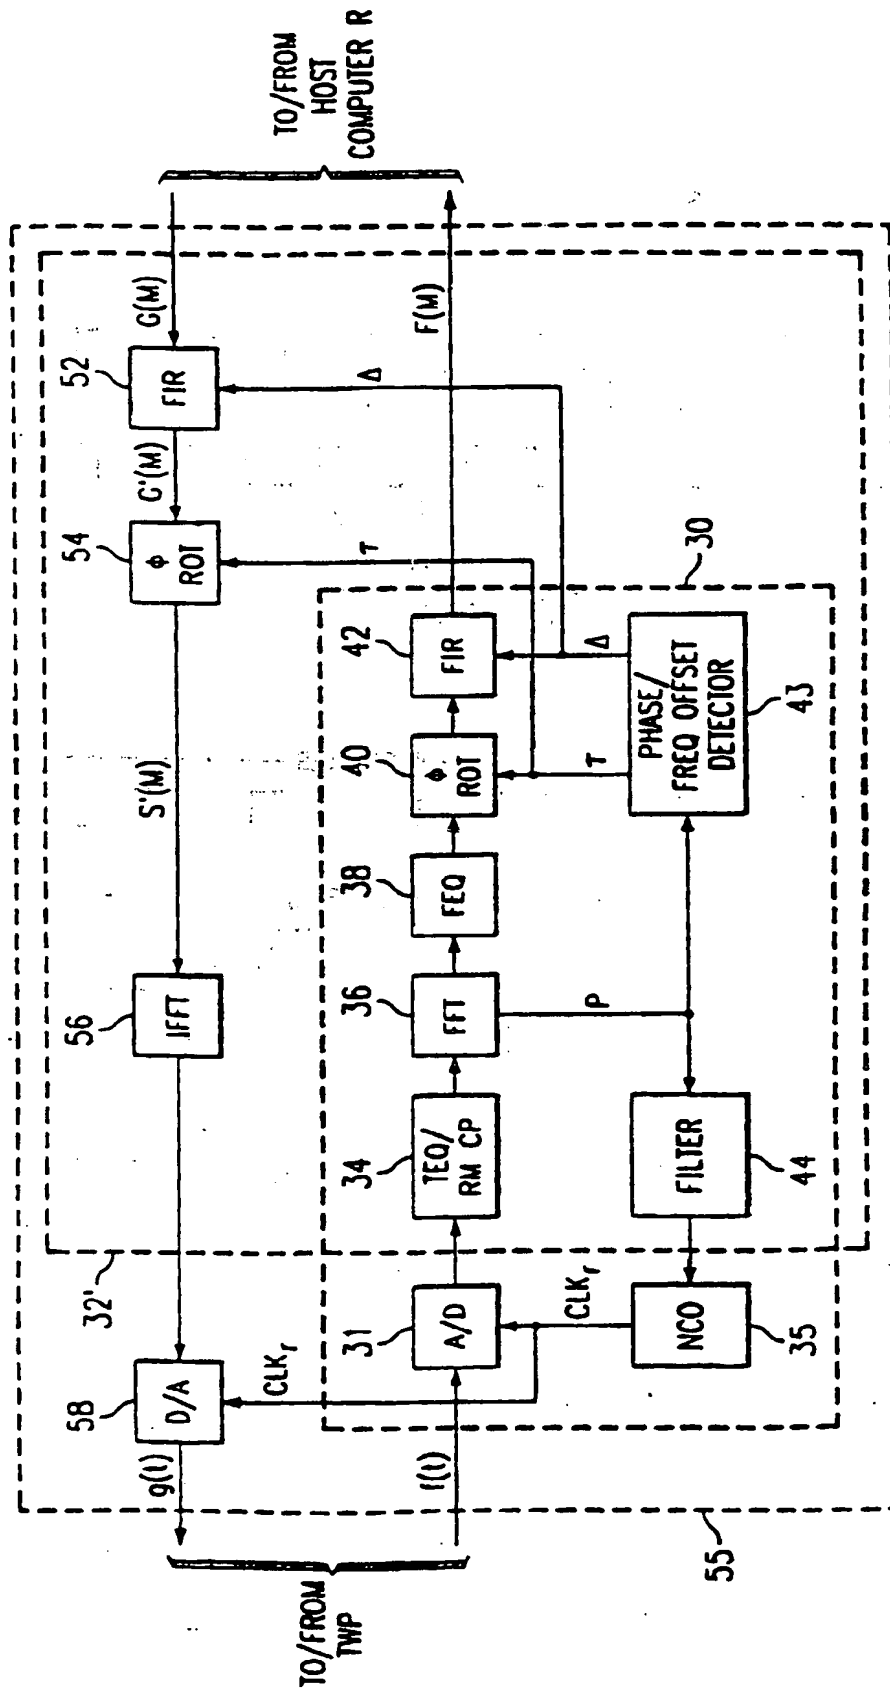 TO/FROM
HOST
COMPUTER R
G(M)
52
FIR
Δ
F(M)
G'(M)
54
ϕ
ROT
τ
30
42
FIR
Δ
S'(M)
40
ϕ
ROT
τ
PHASE/
FREQ OFFSET
DETECTOR
43
38
FEQ
56
IFFT
36
FFT
P
34
TEQ/
RM CP
FILTER
44
32'
31
A/D
CLKr
NCO
35
58
D/A
CLKr
g(t)
f(t)
55
TO/FROM
TWP